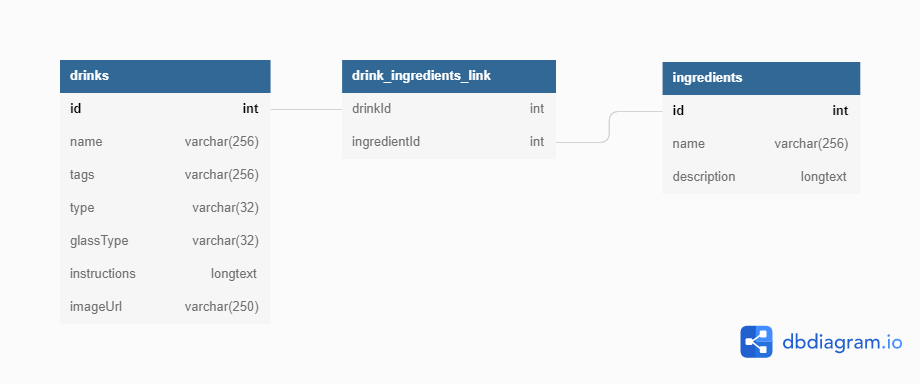 drinks
id int
name varchar(256)
tags varchar(256)
type varchar(32)
glassType varchar(32)
instructions longtext
imageUrl varchar(250)
drink_ingredients_link
drinkId int
ingredientId int
ingredients
id int
name varchar(256)
description longtext
dbdiagram.io